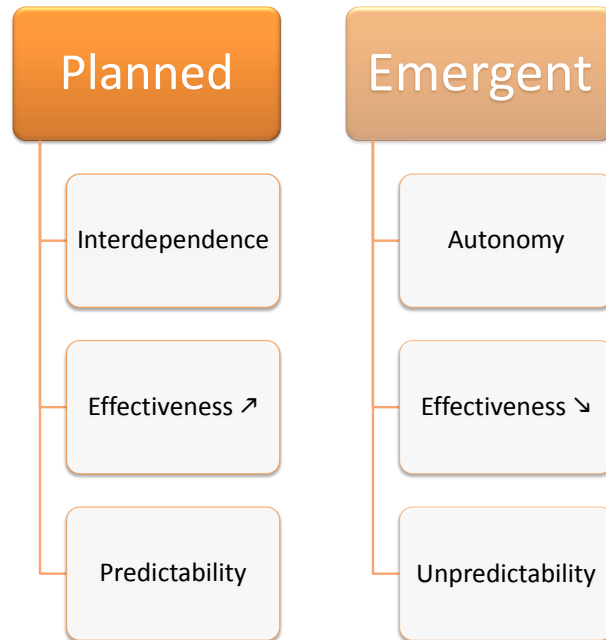 Planned
Interdependence
Effectiveness ↗
Predictability
Emergent
Autonomy
Effectiveness ↘
Unpredictability